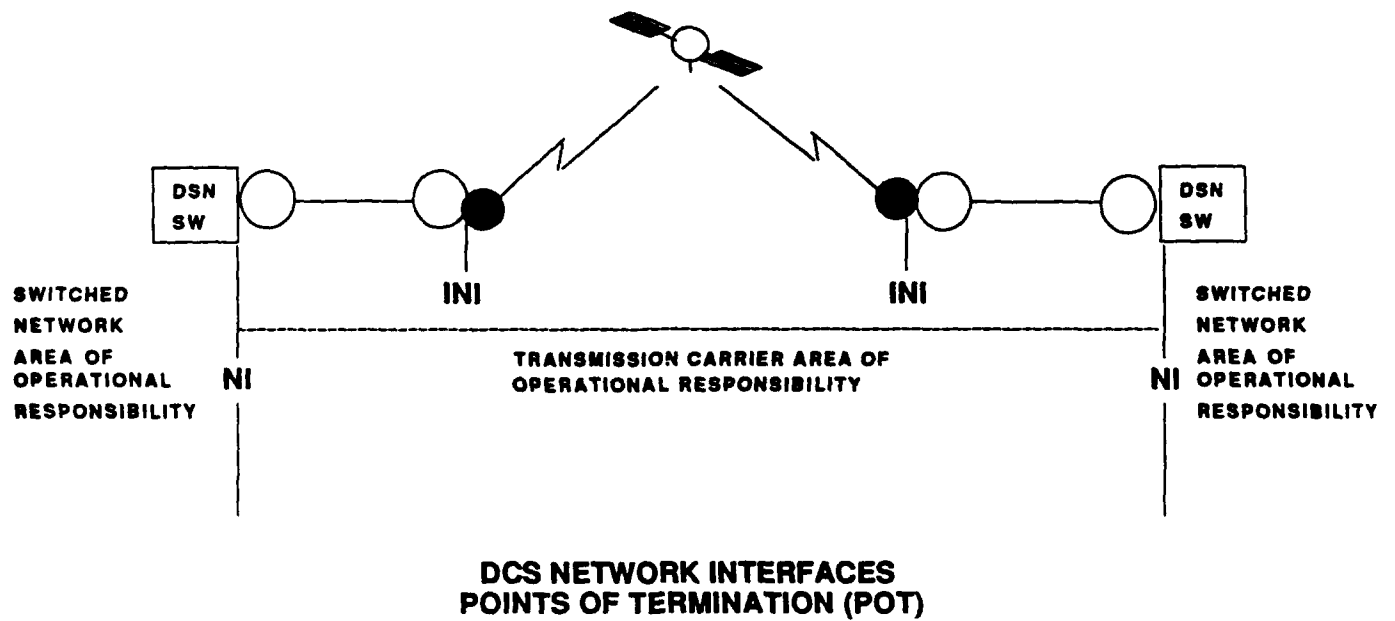 DSN
SW
DSN
SW
INI
INI
SWITCHED
NETWORK
AREA OF
OPERATIONAL
RESPONSIBILITY
NI
TRANSMISSION CARRIER AREA OF
OPERATIONAL RESPONSIBILITY
NI
SWITCHED
NETWORK
AREA OF
OPERATIONAL
RESPONSIBILITY
DCS NETWORK INTERFACES
POINTS OF TERMINATION (POT)